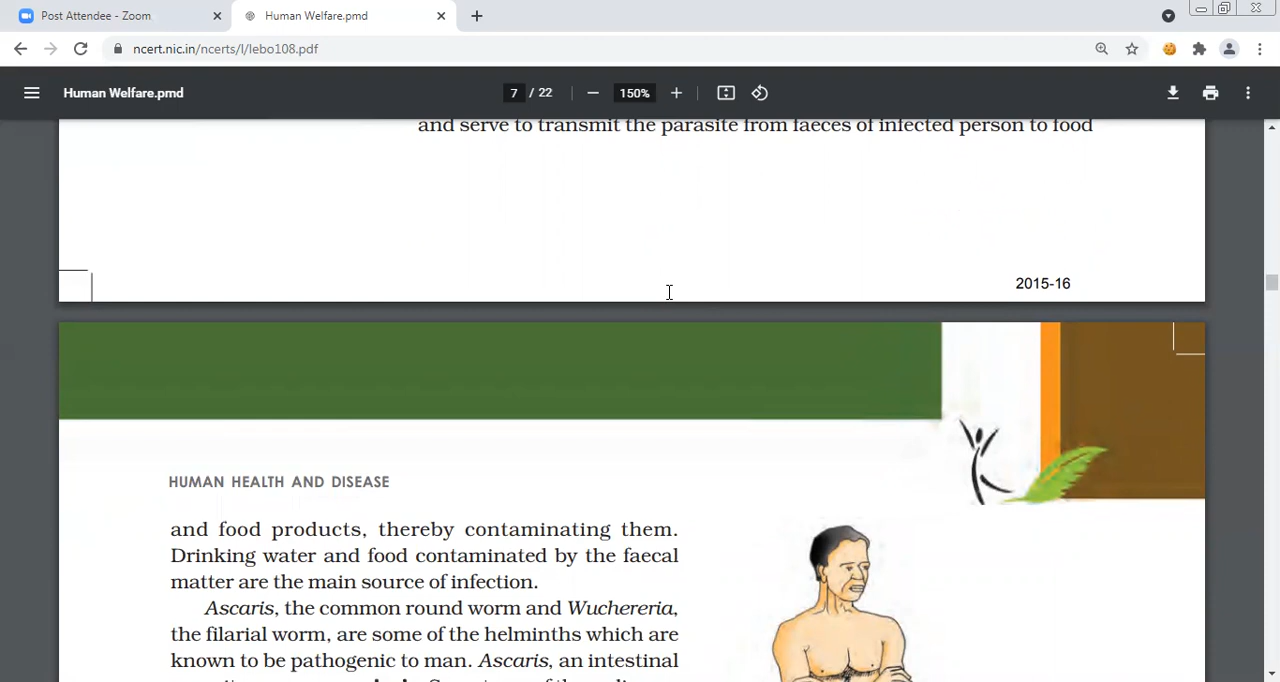 Post Attendee - Zoom
Human Welfare.pmd
ncert.nic.in/ncerts/l/lebo108.pdf
Human Welfare.pmd
7 / 22
150%
and serve to transmit the parasite from faeces of infected person to food
2015-16
HUMAN HEALTH AND DISEASE
and food products, thereby contaminating them.
Drinking water and food contaminated by the faecal
matter are the main source of infection.
Ascaris, the common round worm and Wuchereria,
the filarial worm, are some of the helminths which are
known to be pathogenic to man. Ascaris, an intestinal